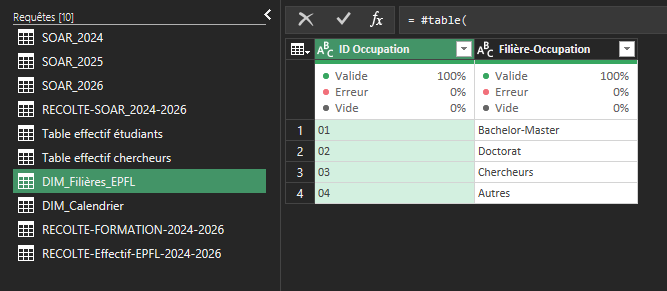 Requêtes [10]
SOAR_2024
SOAR_2025
SOAR_2026
RECOLTE-SOAR_2024-2026
Table effectif étudiants
Table effectif chercheurs
DIM_Filières_EPFL
DIM_Calendrier
RECOLTE-FORMATION-2024-2026
RECOLTE-Effectif-EPFL-2024-2026
fx = #table(
ABC ID Occupation ABC Filière-Occupation
Valide 100% Valide 100%
Erreur 0% Erreur 0%
Vide 0% Vide 0%
1 01 Bachelor-Master
2 02 Doctorat
3 03 Chercheurs
4 04 Autres